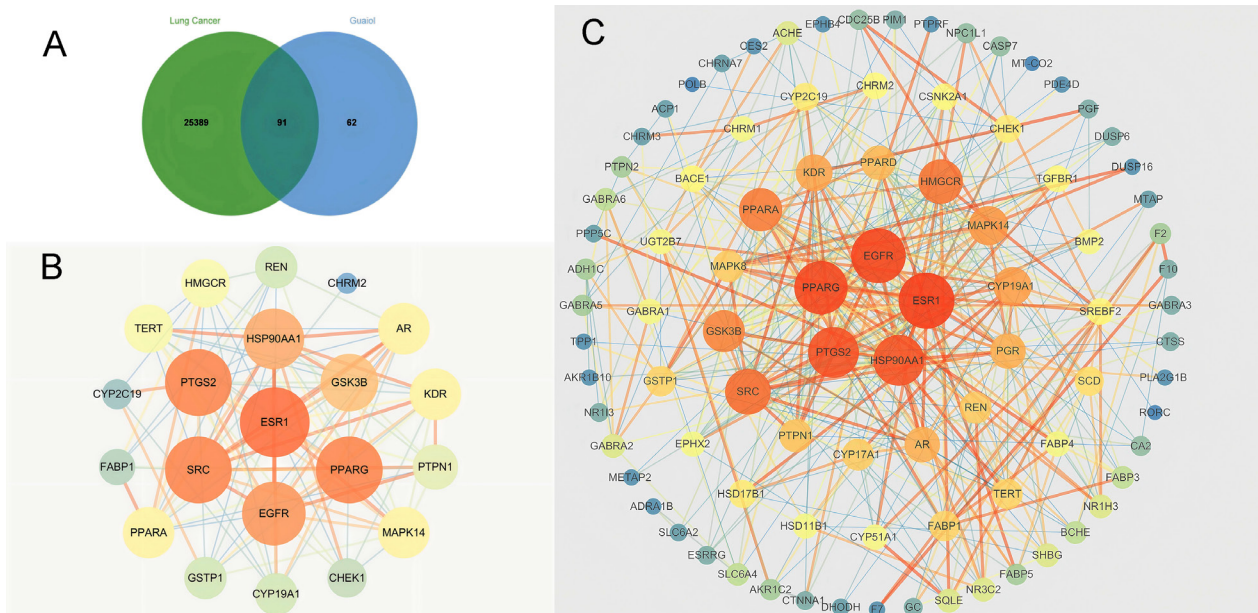 A
Lung Cancer
Guaiol
25389
91
62
B
REN
CHRM2
HMGCR
TERT
HSP90AA1
AR
PTGS2
GSK3B
CYP2C19
KDR
ESR1
FABP1
SRC
PPARG
PTPN1
EGFR
PPARA
MAPK14
GSTP1
CYP19A1
CHEK1
C
EPHB4
CDC25B
PIM1
PTPRF
NPC1L1
ACHE
CES2
CASP7
CHRNA7
MT-CO2
POLB
CYP2C19
CHRM2
CSNK2A1
PDE4D
ACP1
PGF
CHRM3
CHRM1
CHEK1
DUSP6
PTPN2
BACE1
KDR
PPARD
HMGCR
TGFBR1
DUSP16
GABRA6
PPARA
MTAP
PPP5C
UGT2B7
MAPK14
BMP2
F2
EGFR
ADH1C
MAPK8
F10
PPARG
CYP19A1
GABRA5
GABRA1
ESR1
SREBF2
GABRA3
TPP1
GSK3B
CTSS
PTGS2
HSP90AA1
PGR
AKR1B10
GSTP1
SCD
PLA2G1B
SRC
NR1I3
REN
RORC
GABRA2
EPHX2
PTPN1
AR
FABP4
CA2
CYP17A1
METAP2
FABP3
HSD17B1
TERT
NR1H3
ADRA1B
HSD11B1
FABP1
BCHE
SLC6A2
CYP51A1
SHBG
ESRRG
FABP5
SLC6A4
NR3C2
AKR1C2
SQLE
CTNNA1
DHODH
F7
GC